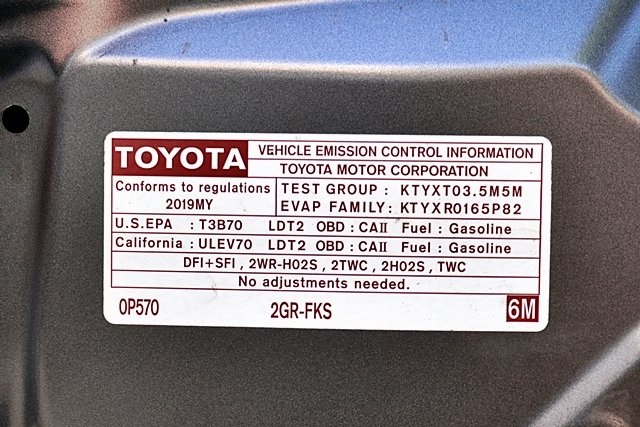 TOYOTA VEHICLE EMISSION CONTROL INFORMATION
TOYOTA MOTOR CORPORATION
Conforms to regulations
2019MY
TEST GROUP : KTYXT03.5M5M
EVAP FAMILY: KTYXR0165P82
U.S.EPA : T3B70 LDT2 OBD : CAII Fuel : Gasoline
California : ULEV70 LDT2 OBD : CAII Fuel : Gasoline
DFI+SFI , 2WR-HO2S , 2TWC , 2HO2S , TWC
No adjustments needed.
0P570 2GR-FKS 6M